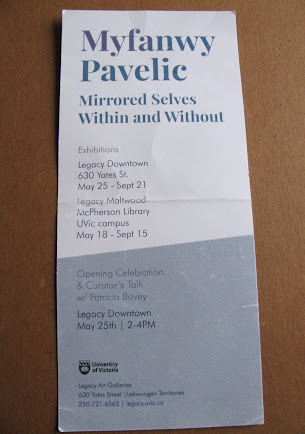 Myfanwy
Pavelic
Mirrored Selves
Within and Without
Exhibitions
Legacy Downtown
630 Yates St.
May 25 - Sept 21
Legacy Maltwood
McPherson Library
UVic campus
May 18 - Sept 15
Opening Celebration
& Curator's Talk
w/ Patricia Bovey
Legacy Downtown
May 25th | 2-4PM
University
of Victoria
Legacy Art Galleries
630 Yates Street | Lekwungen Territories
250.721.6562 | legacy.uvic.ca